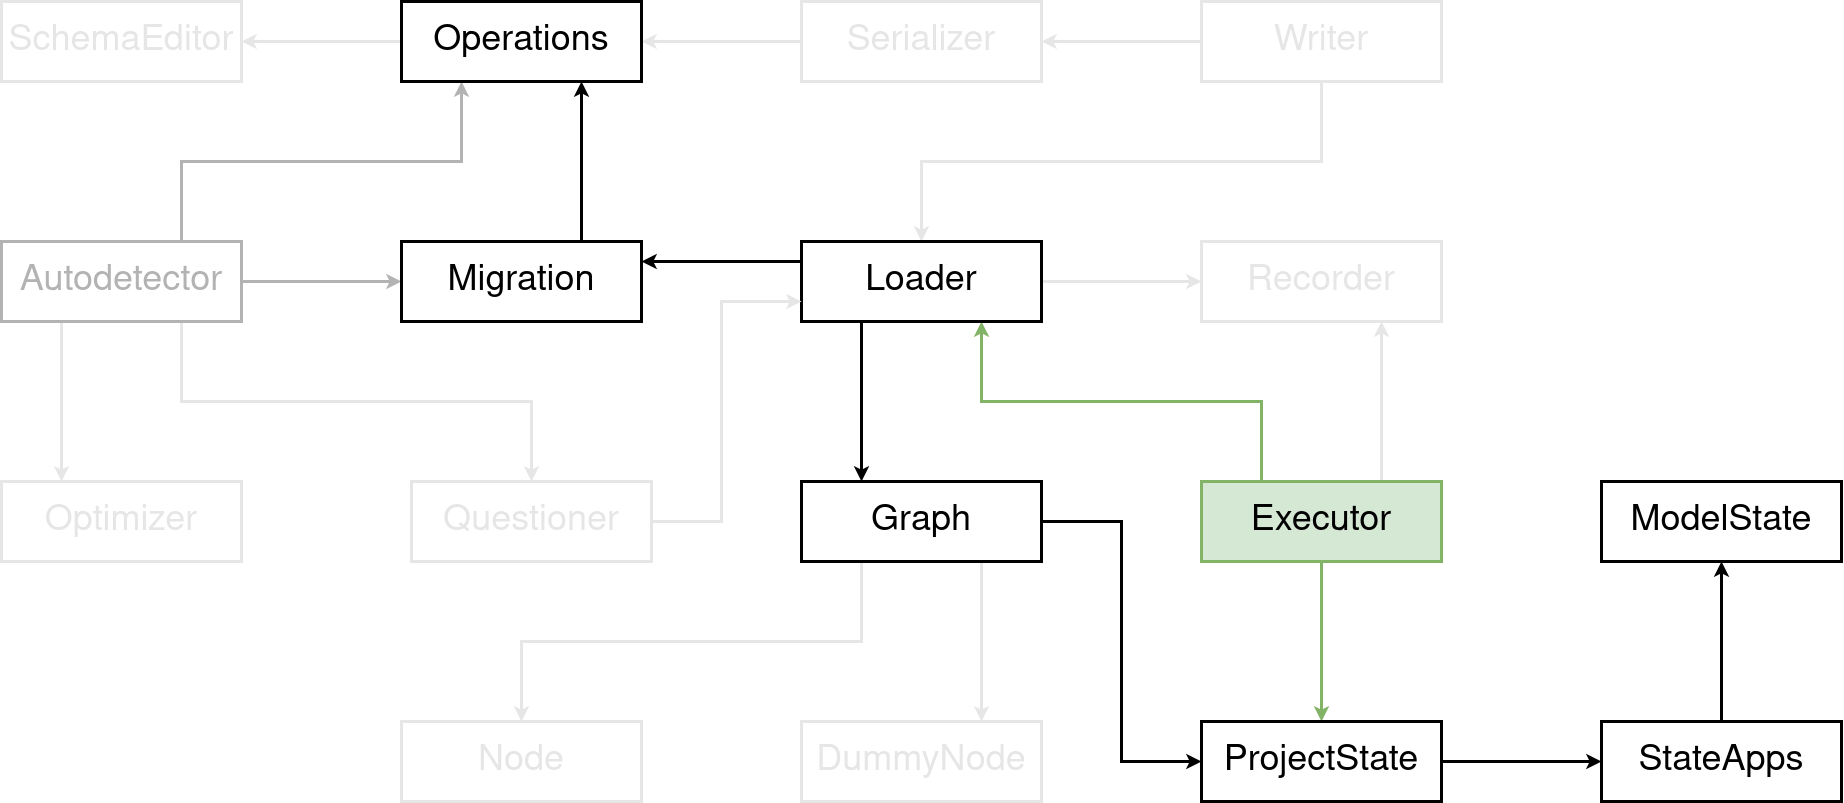 SchemaEditor
Operations
Serializer
Writer
Autodetector
Migration
Loader
Recorder
Optimizer
Questioner
Graph
Executor
ModelState
Node
DummyNode
ProjectState
StateApps